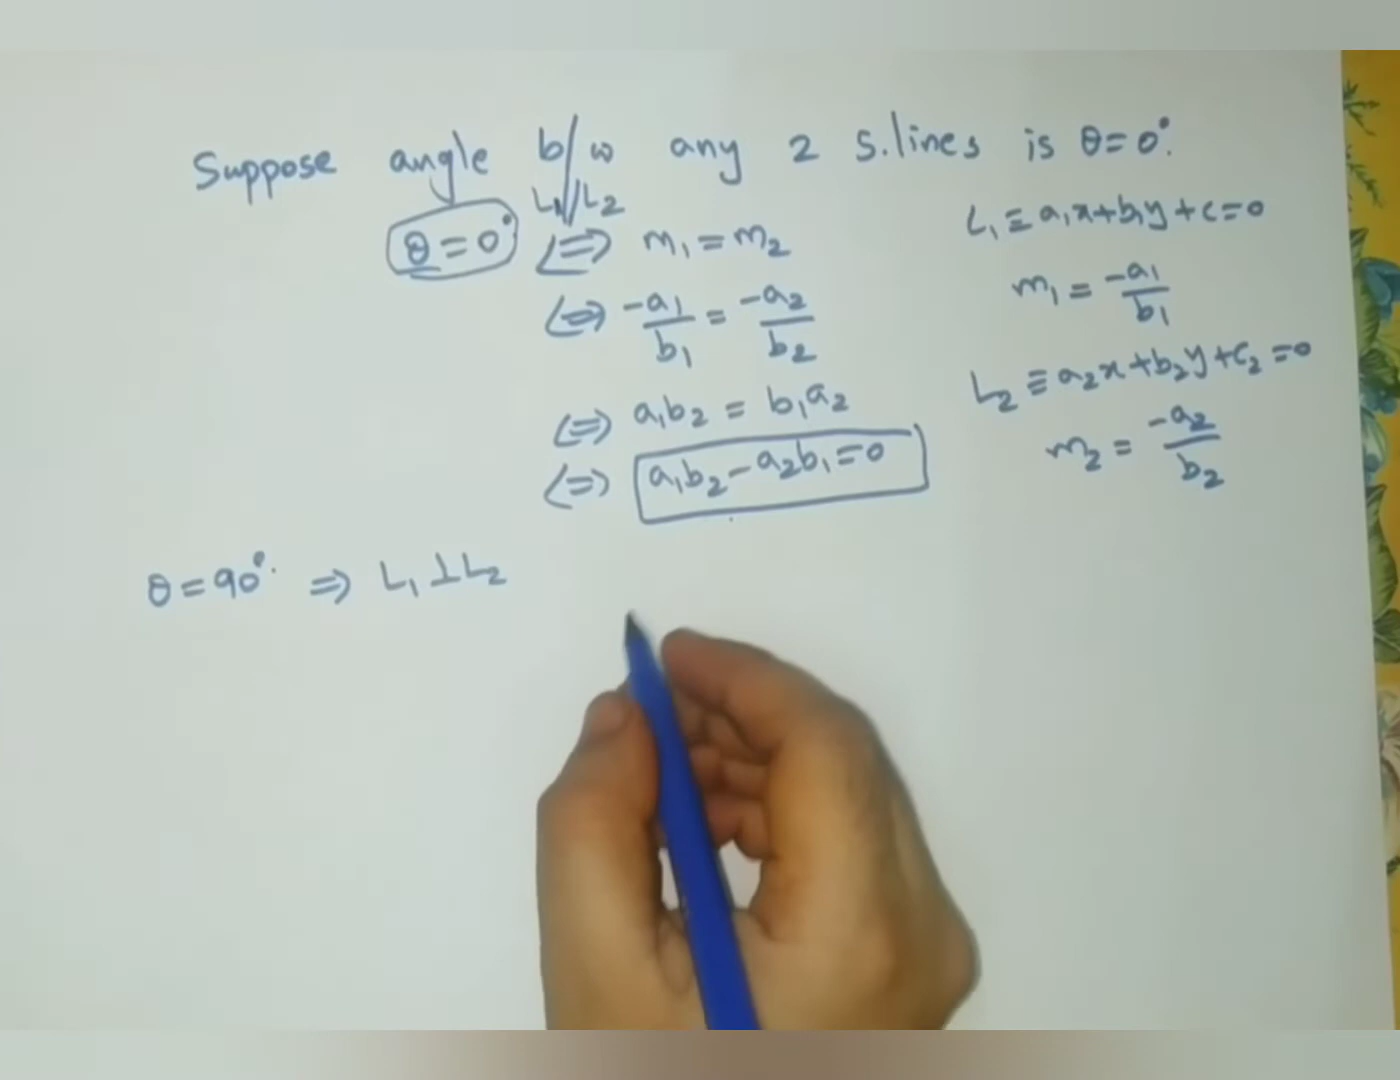 Suppose angle b/w any 2 s.lines is θ=0°.
L₁//L₂
θ=0° <=> m₁ = m₂
<=> -a₁/b₁ = -a₂/b₂
<=> a₁b₂ = b₁a₂
<=> a₁b₂-a₂b₁=0
L₁ ≡ a₁x+b₁y+c=0
m₁ = -a₁/b₁
L₂ ≡ a₂x+b₂y+c₂=0
m₂ = -a₂/b₂
θ=90°. => L₁⊥L₂